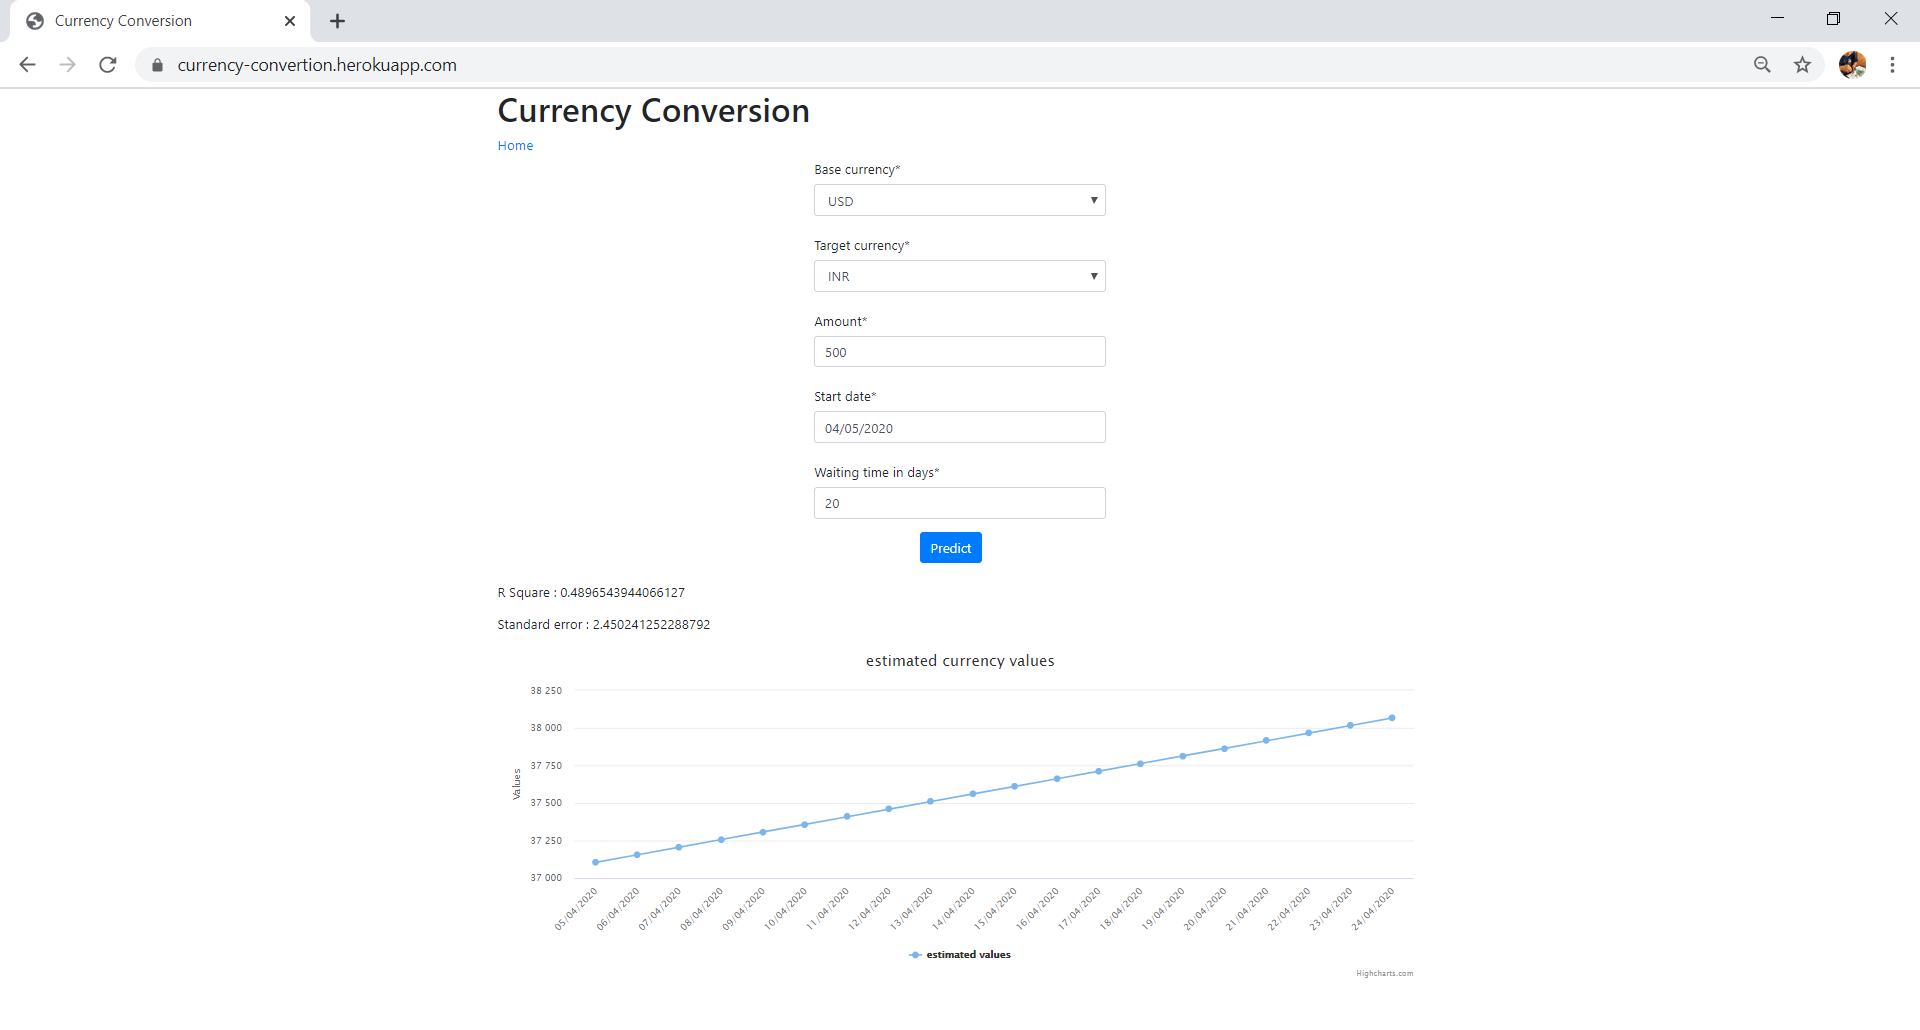 Currency Conversion
currency-convertion.herokuapp.com
Currency Conversion
Home
Base currency*
USD
Target currency*
INR
Amount*
500
Start date*
04/05/2020
Waiting time in days*
20
Predict
R Square : 0.4896543944066127
Standard error : 2.450241252288792
estimated currency values
38 250
38 000
37 750
37 500
37 250
37 000
Values
05/04/2020
06/04/2020
07/04/2020
08/04/2020
09/04/2020
10/04/2020
11/04/2020
12/04/2020
13/04/2020
14/04/2020
15/04/2020
16/04/2020
17/04/2020
18/04/2020
19/04/2020
20/04/2020
21/04/2020
22/04/2020
23/04/2020
24/04/2020
estimated values
Highcharts.com